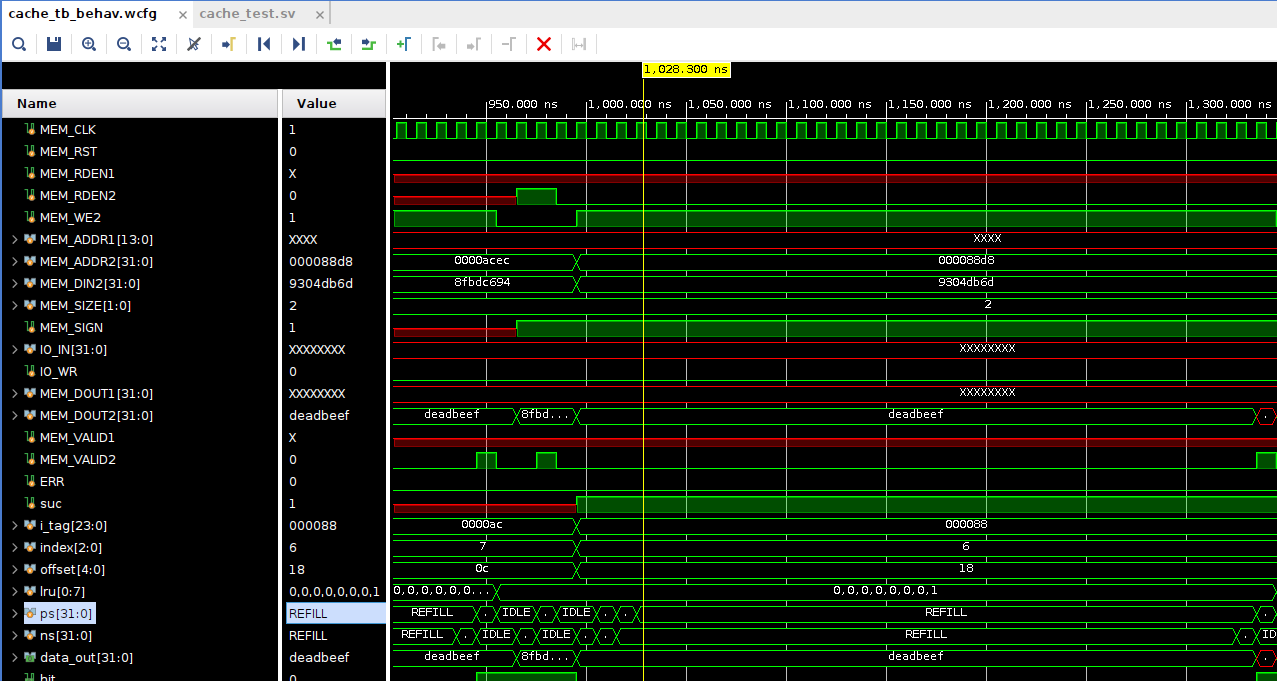 cache_tb_behav.wcfg × cache_test.sv ×
1,028.300 ns
Name Value
950.000 ns 1,000.000 ns 1,050.000 ns 1,100.000 ns 1,150.000 ns 1,200.000 ns 1,250.000 ns 1,300.000 ns
MEM_CLK 1
MEM_RST 0
MEM_RDEN1 X
MEM_RDEN2 0
MEM_WE2 1
MEM_ADDR1[13:0] XXXX XXXX
MEM_ADDR2[31:0] 000088d8 0000acec 000088d8
MEM_DIN2[31:0] 9304db6d 8fbdc694 9304db6d
MEM_SIZE[1:0] 2 2
MEM_SIGN 1
IO_IN[31:0] XXXXXXXX XXXXXXXX
IO_WR 0
MEM_DOUT1[31:0] XXXXXXXX XXXXXXXX
MEM_DOUT2[31:0] deadbeef deadbeef 8fbd... deadbeef .
MEM_VALID1 X
MEM_VALID2 0
ERR 0
suc 1
i_tag[23:0] 000088 0000ac 000088
index[2:0] 6 7 6
offset[4:0] 18 0c 18
lru[0:7] 0,0,0,0,0,0,0,1 0,0,0,0,0,0... 0,0,0,0,0,0,0,1
ps[31:0] REFILL REFILL . IDLE . IDLE . . REFILL .
ns[31:0] REFILL REFILL . IDLE . IDLE . . REFILL . ID
data_out[31:0] deadbeef deadbeef 8fbd... deadbeef .
hit 0